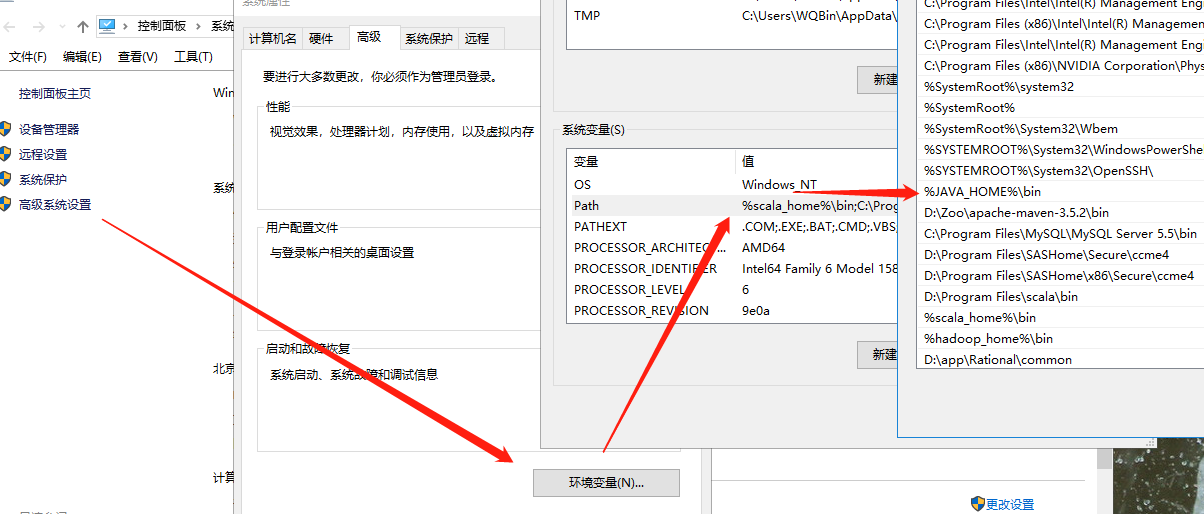 控制面板 系统
文件(F) 编辑(E) 查看(V) 工具(T)
控制面板主页
设备管理器
远程设置
系统保护
高级系统设置
Win
系统
北京
计算
系统属性
计算机名 硬件 高级 系统保护 远程
要进行大多数更改，你必须作为管理员登录。
性能
视觉效果，处理器计划，内存使用，以及虚拟内存
用户配置文件
与登录帐户相关的桌面设置
启动和故障恢复
系统启动、系统故障和调试信息
环境变量(N)...
TMP C:\Users\WQBin\AppData\
新建
系统变量(S)
变量 值
OS Windows_NT
Path %scala_home%\bin;C:\Prog
PATHEXT .COM;.EXE;.BAT;.CMD;.VBS;
PROCESSOR_ARCHITEC... AMD64
PROCESSOR_IDENTIFIER Intel64 Family 6 Model 158
PROCESSOR_LEVEL 6
PROCESSOR_REVISION 9e0a
新建
C:\Program Files\Intel\Intel(R) Management Engi
C:\Program Files (x86)\Intel\Intel(R) Management
C:\Program Files\Intel\Intel(R) Management Engi
C:\Program Files (x86)\NVIDIA Corporation\Phys
%SystemRoot%\system32
%SystemRoot%
%SystemRoot%\System32\Wbem
%SYSTEMROOT%\System32\WindowsPowerShe
%SYSTEMROOT%\System32\OpenSSH\
%JAVA_HOME%\bin
D:\Zoo\apache-maven-3.5.2\bin
C:\Program Files\MySQL\MySQL Server 5.5\bin
D:\Program Files\SASHome\Secure\ccme4
D:\Program Files\SASHome\x86\Secure\ccme4
D:\Program Files\scala\bin
%scala_home%\bin
%hadoop_home%\bin
D:\app\Rational\common
更改设置